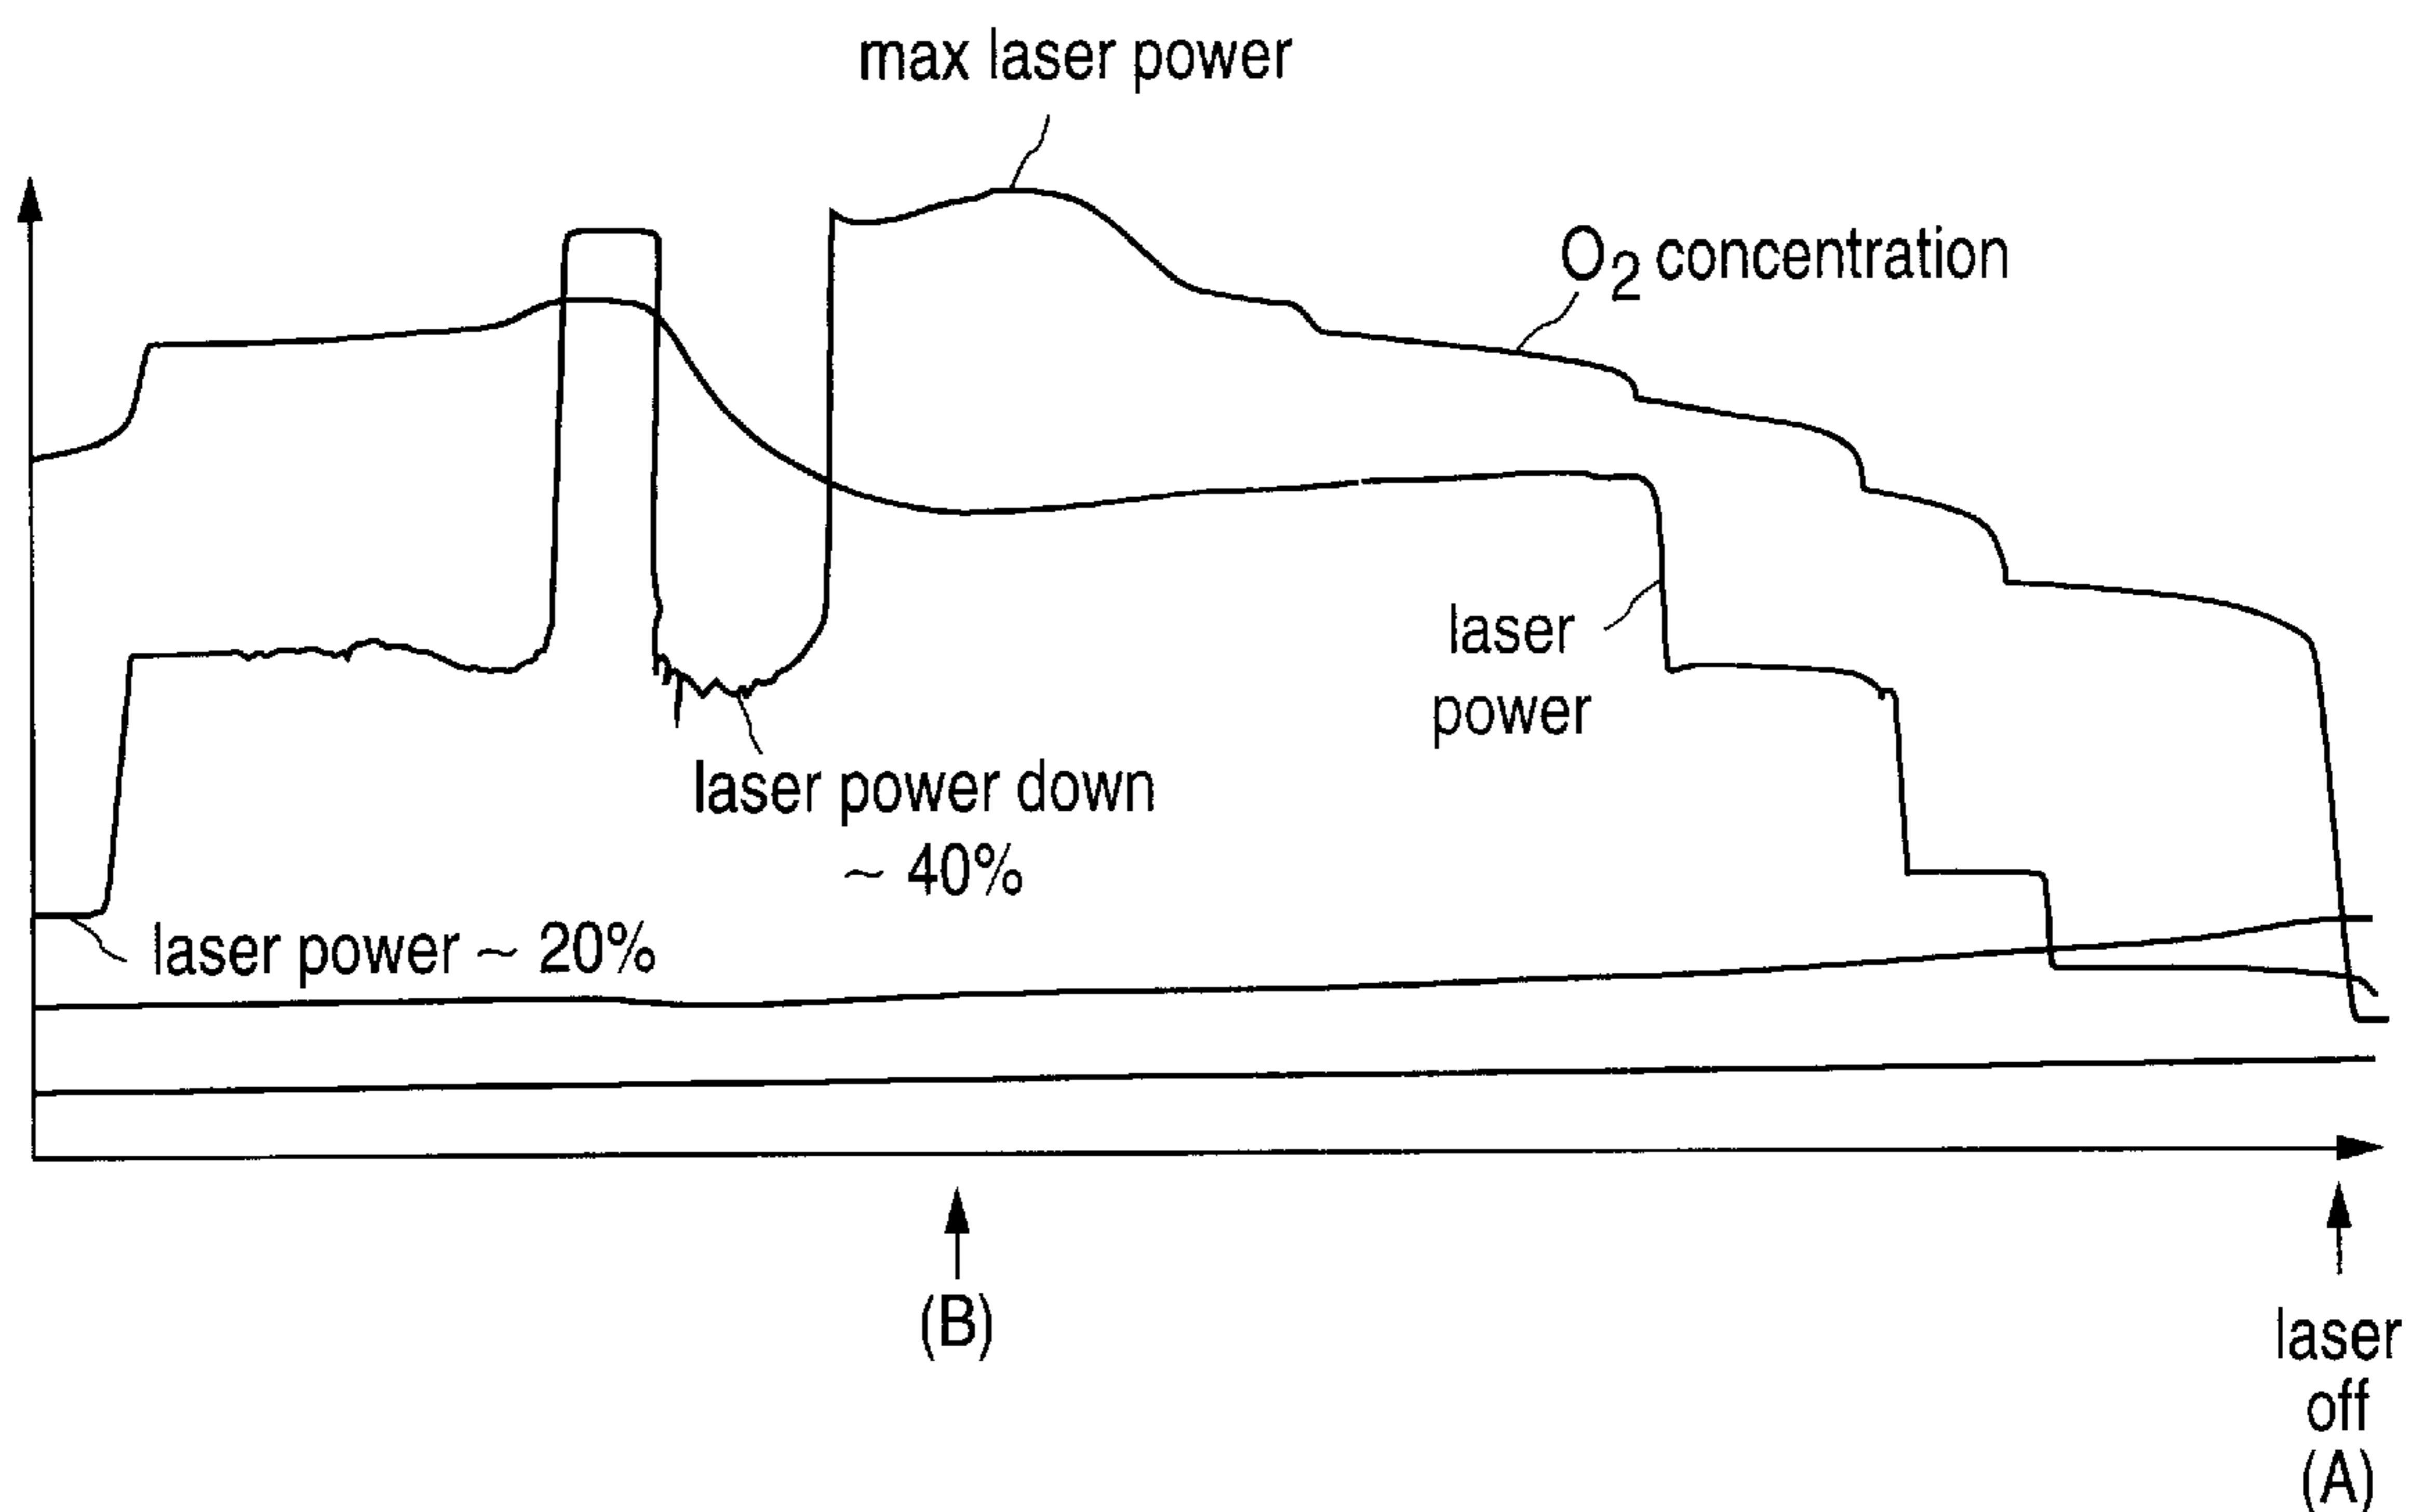 max laser power
O2 concentration
laser
power
laser power down
~ 40%
laser power ~ 20%
(B)
laser
off
(A)